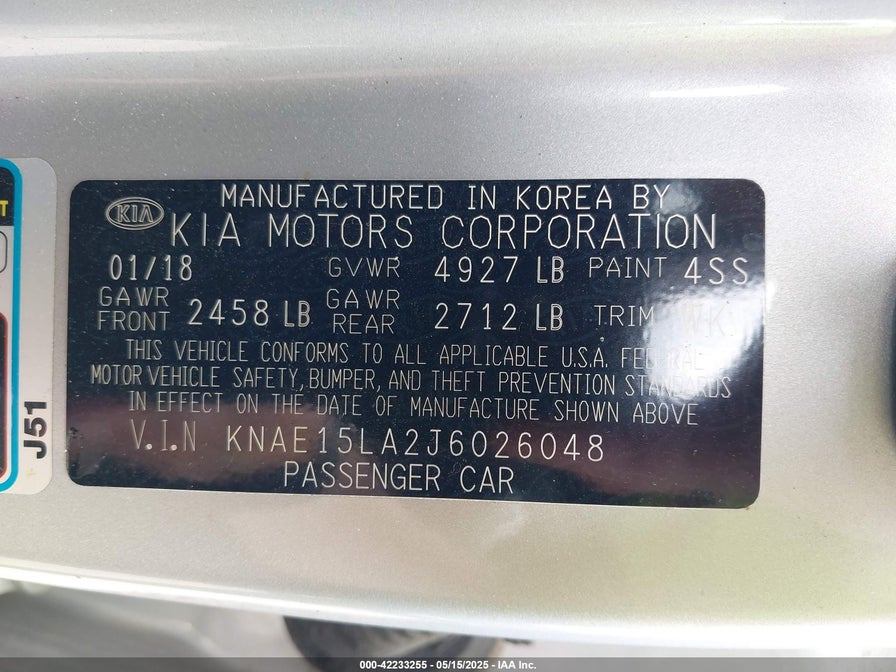 MANUFACTURED IN KOREA BY
KIA KIA MOTORS CORPORATION
01/18 GVWR 4927 LB PAINT 4SS
GAWR FRONT 2458 LB GAWR REAR 2712 LB TRIM WK
THIS VEHICLE CONFORMS TO ALL APPLICABLE U.S.A. FEDERAL
MOTOR VEHICLE SAFETY, BUMPER, AND THEFT PREVENTION STANDARDS
IN EFFECT ON THE DATE OF MANUFACTURE SHOWN ABOVE
V.I.N KNAE15LA2J6026048
PASSENGER CAR
J51
T
000-42233255 - 05/15/2025 - IAA Inc.